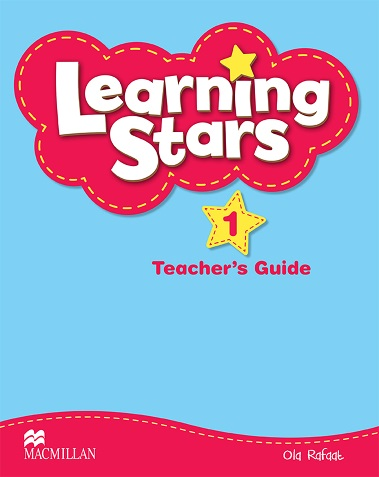 Learning
Stars
1
Teacher's Guide
MACMILLAN
Ola Rafaat